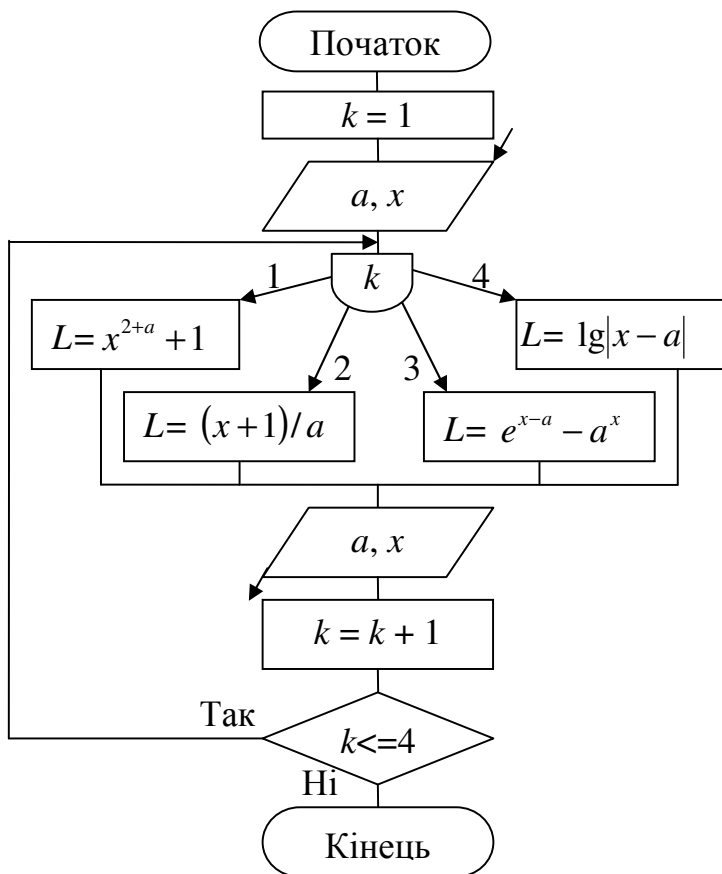 Початок
k = 1
a, x
k
1
4
L= x^{2+a} + 1
L= lg|x − a|
2
3
L= (x+1)/a
L= e^{x−a} − a^x
a, x
k = k + 1
Так
k<=4
Ні
Кінець